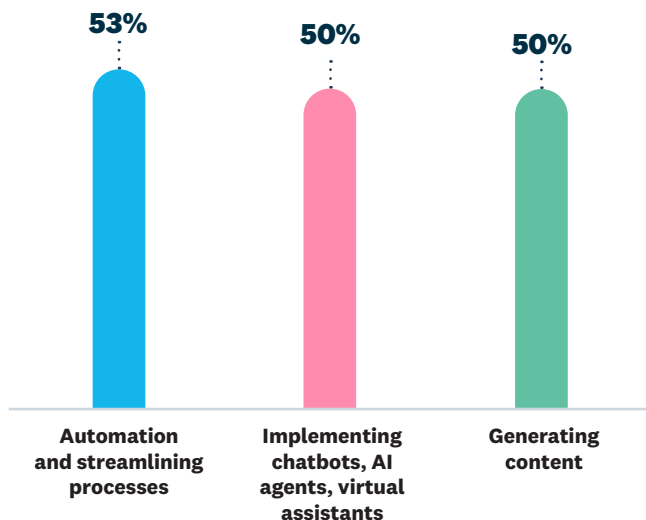 53%
50%
50%
Automation
and streamlining
processes
Implementing
chatbots, AI
agents, virtual
assistants
Generating
content